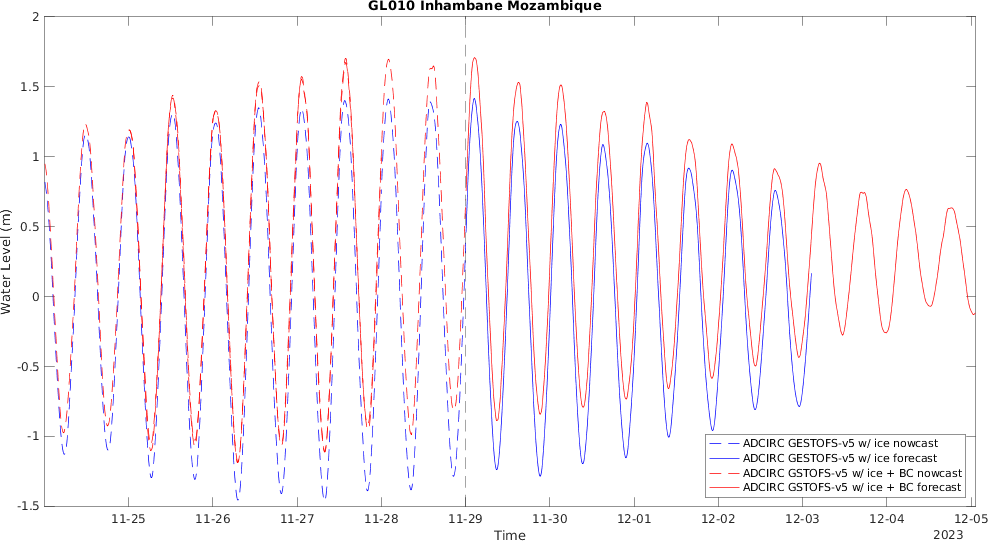 GL010 Inhambane Mozambique
2
1.5
1
0.5
0
-0.5
-1
-1.5
Water Level (m)
ADCIRC GESTOFS-v5 w/ ice nowcast
ADCIRC GESTOFS-v5 w/ ice forecast
ADCIRC GSTOFS-v5 w/ ice + BC nowcast
ADCIRC GSTOFS-v5 w/ ice + BC forecast
11-25 11-26 11-27 11-28 11-29 11-30 12-01 12-02 12-03 12-04 12-05
Time
2023